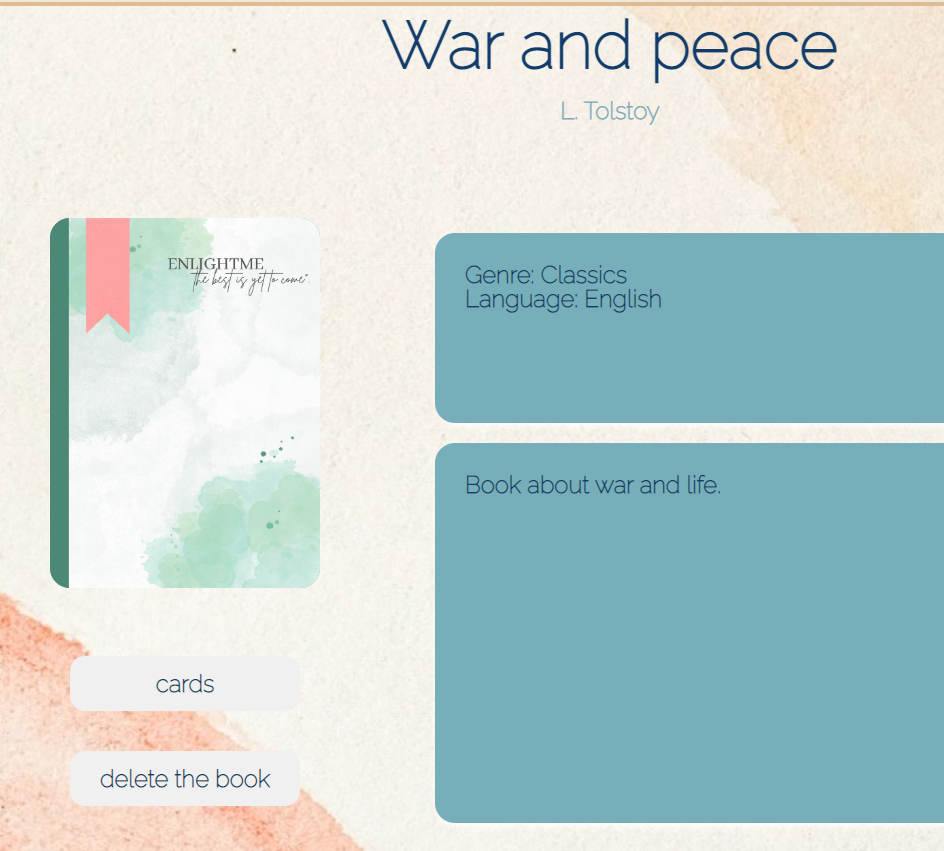 War and peace
L. Tolstoy
ENLIGHTME
"the best is yet to come".
Genre: Classics
Language: English
Book about war and life.
cards
delete the book